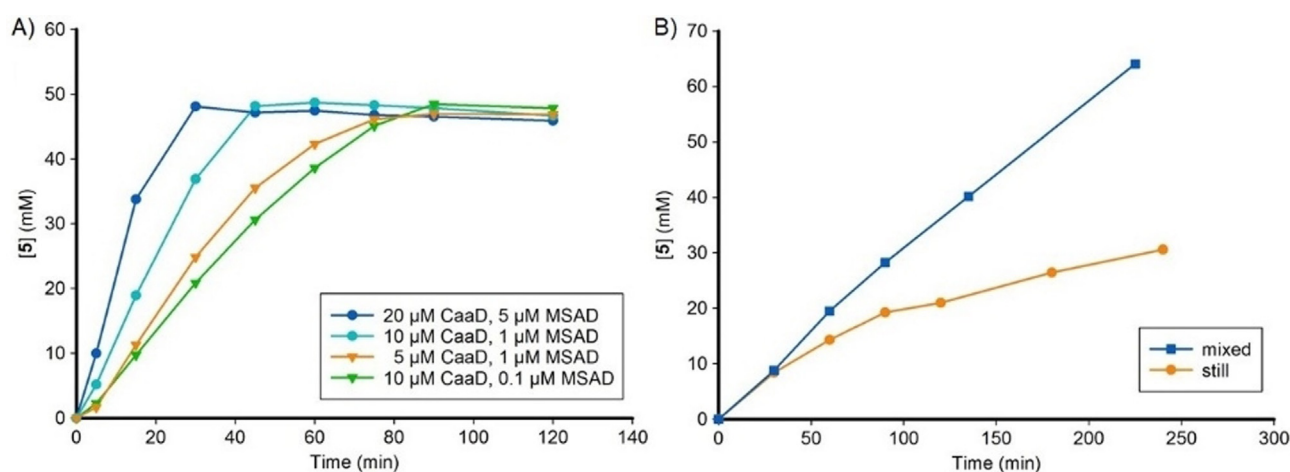 A)
60
50
40
30
20
10
0
[5] (mM)
0 20 40 60 80 100 120 140
Time (min)
20 µM CaaD, 5 µM MSAD
10 µM CaaD, 1 µM MSAD
5 µM CaaD, 1 µM MSAD
10 µM CaaD, 0.1 µM MSAD
B)
70
60
50
40
30
20
10
0
[5] (mM)
0 50 100 150 200 250 300
Time (min)
mixed
still